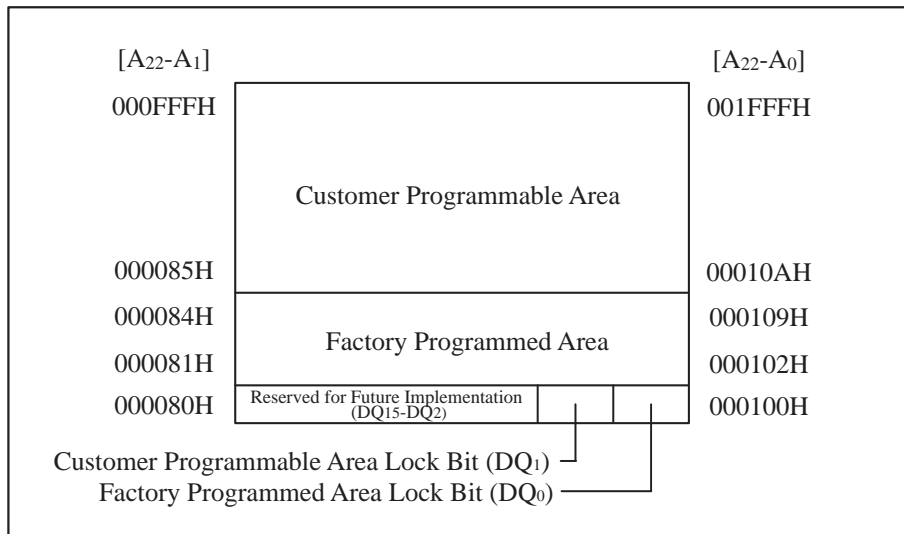 [A22-A1] [A22-A0]
000FFFH 001FFFH
Customer Programmable Area
000085H 00010AH
000084H 000109H
Factory Programmed Area
000081H 000102H
Reserved for Future Implementation
(DQ15-DQ2)
000080H 000100H
Customer Programmable Area Lock Bit (DQ1)
Factory Programmed Area Lock Bit (DQ0)